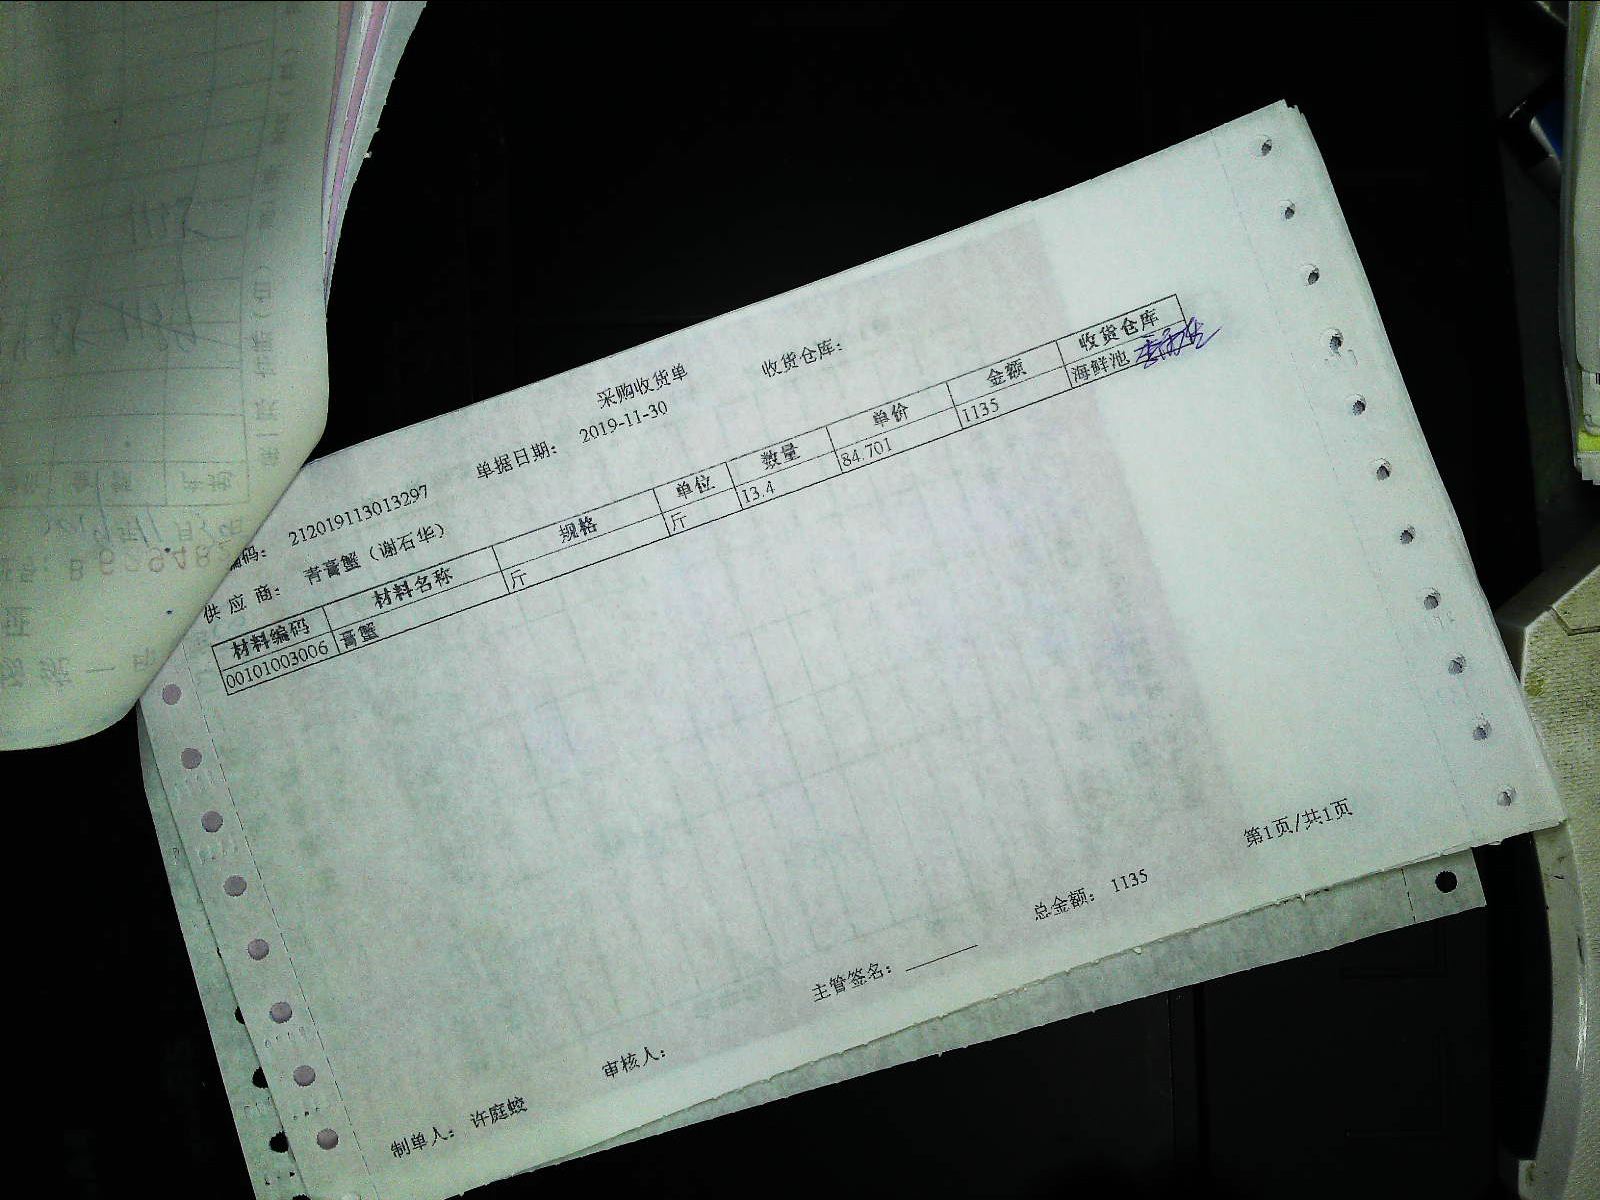 采购收货单
收货仓库：
编码： 212019113013297
单据日期： 2019-11-30
供 应 商： 青膏蟹（谢石华）
材料编码 材料名称 规格 单位 数量 单价 金额 收货仓库
00101003006 膏蟹 斤 斤 13.4 84.701 1135 海鲜池
总金额： 1135
第1页/共1页
制单人： 许庭蛟
审核人：
主管签名：